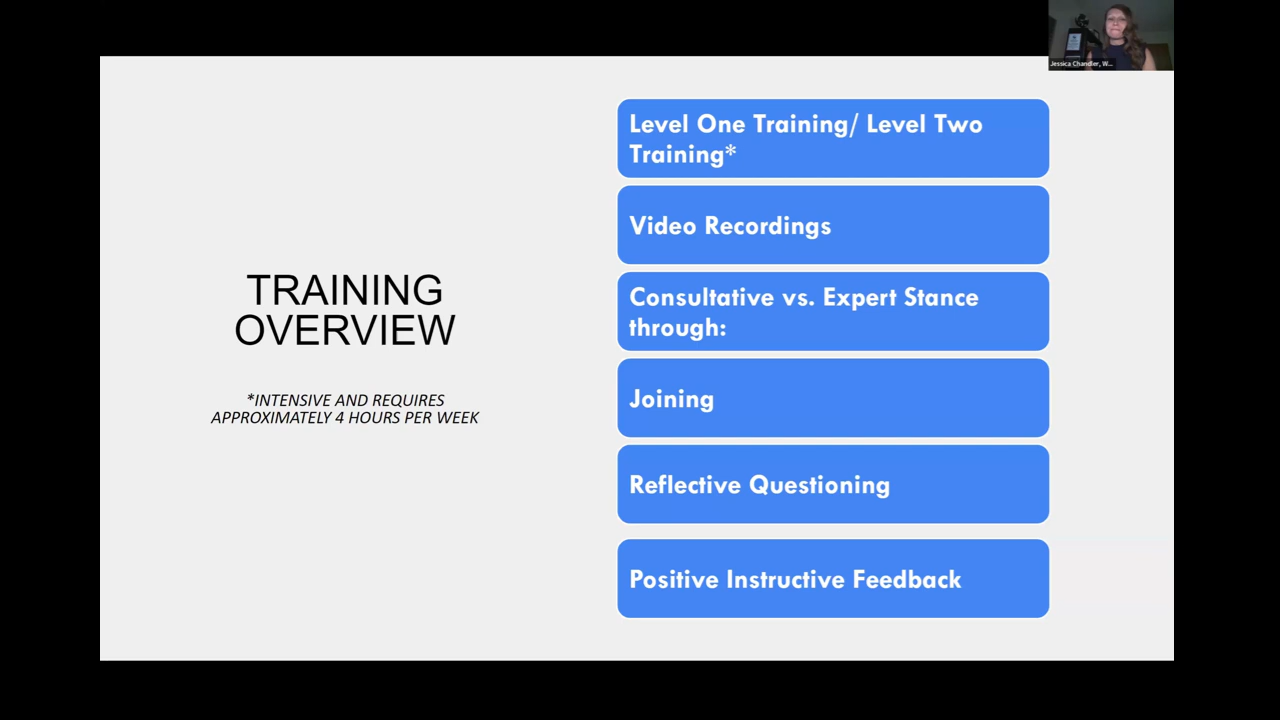 Jessica Chandler, W...
Level One Training/ Level Two
Training*
Video Recordings
Consultative vs. Expert Stance
through:
Joining
Reflective Questioning
Positive Instructive Feedback
TRAINING
OVERVIEW
*INTENSIVE AND REQUIRES
APPROXIMATELY 4 HOURS PER WEEK